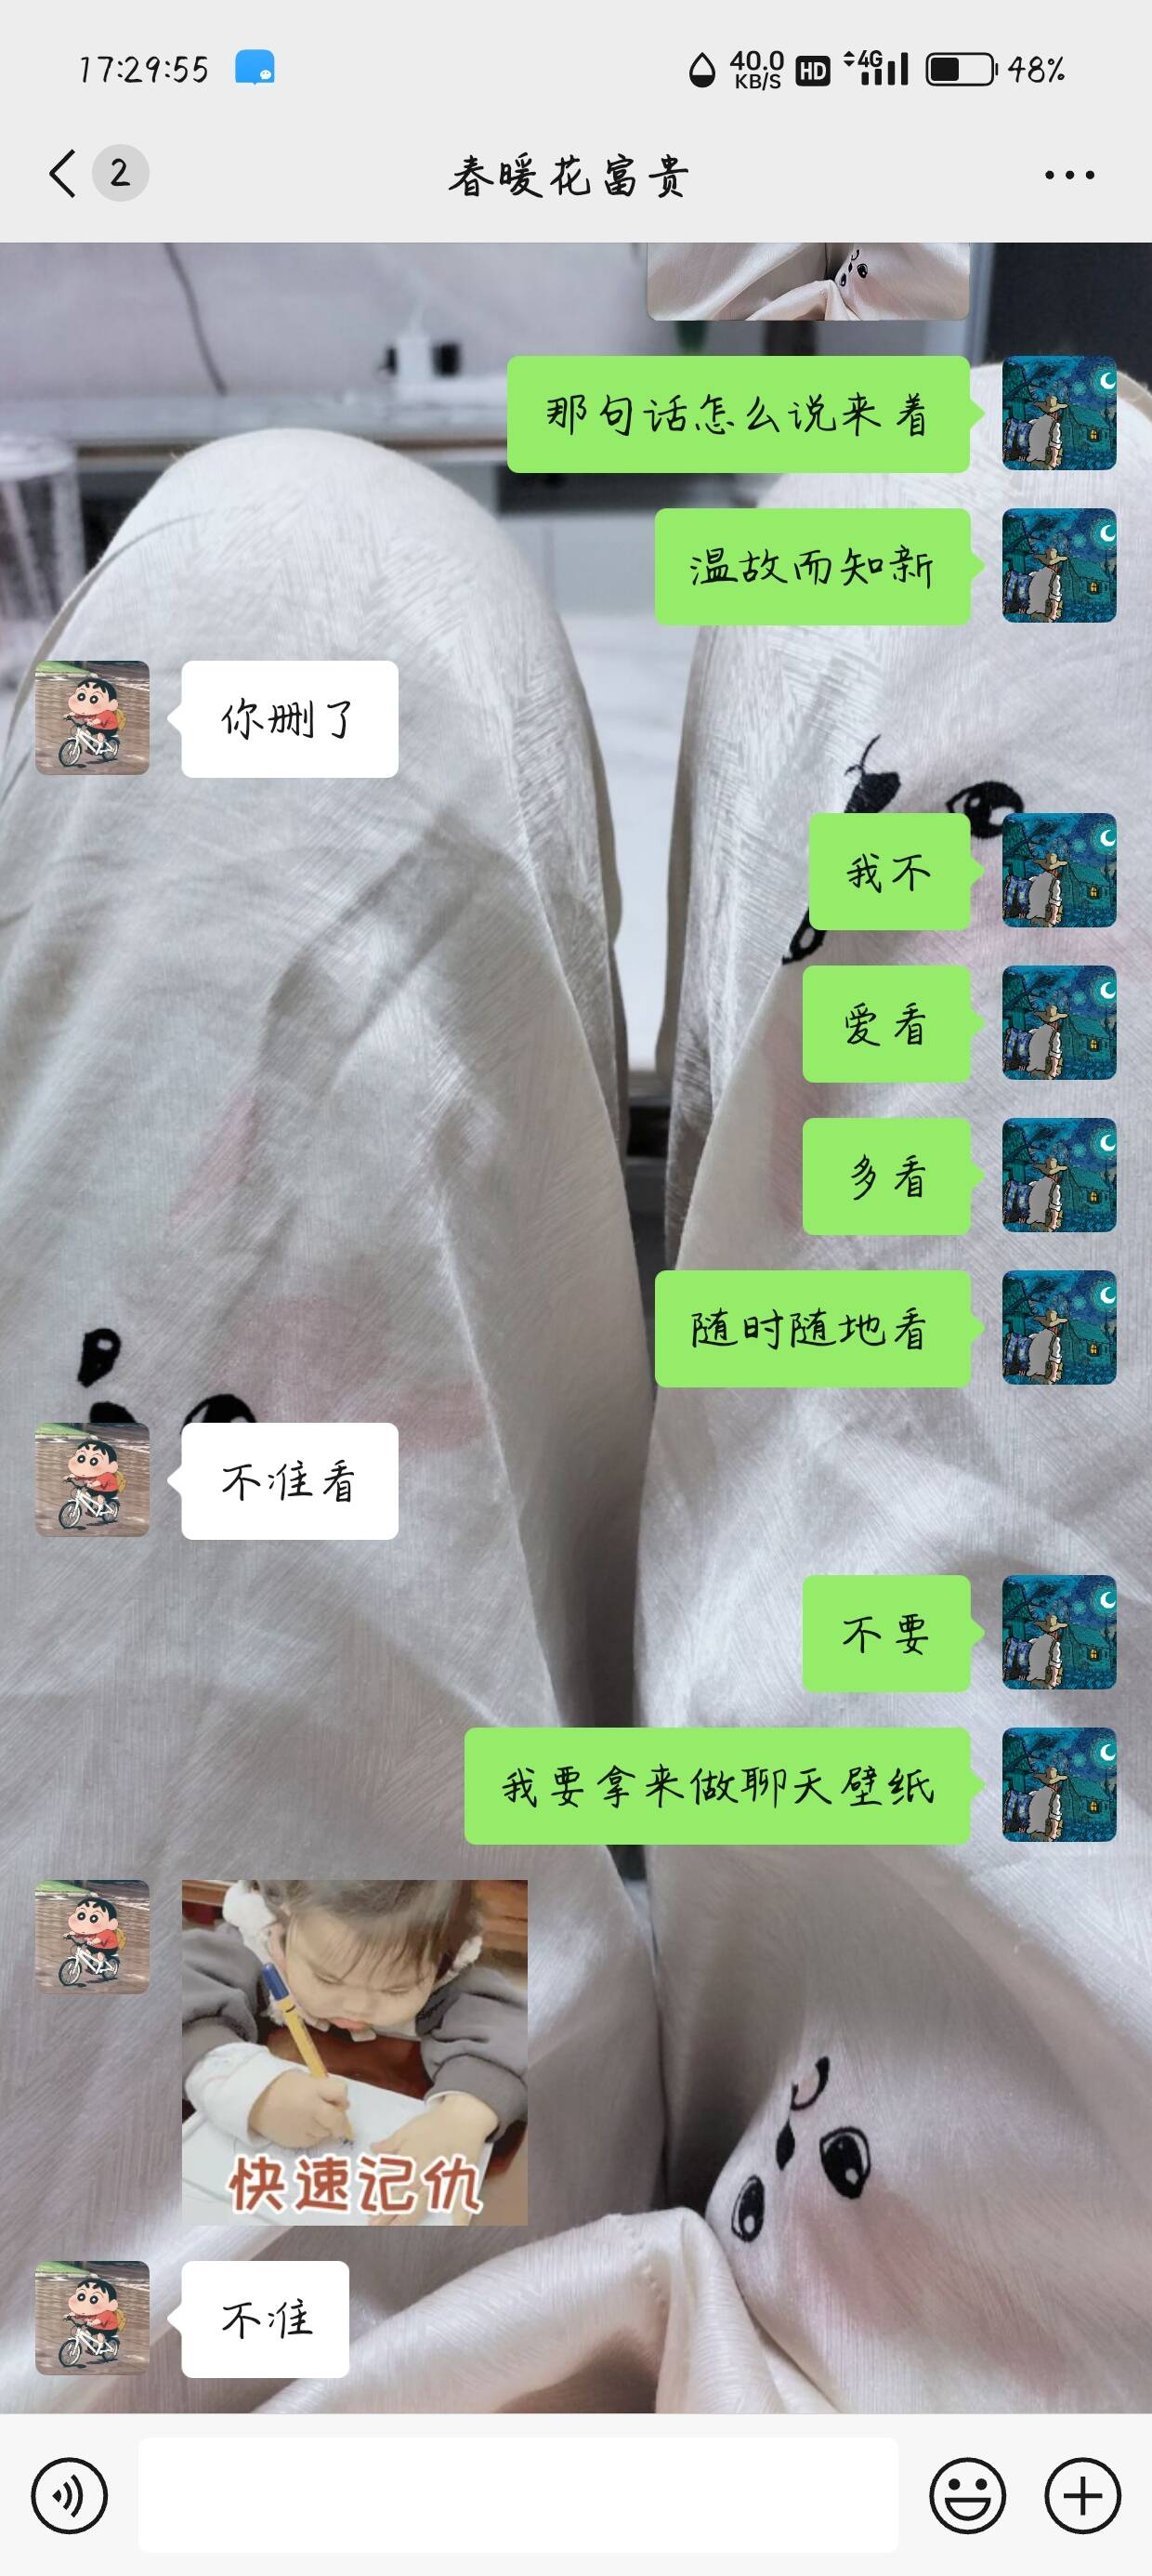 17:29:55
40.0
KB/S
HD
4G
48%
2
春暖花富贵
那句话怎么说来着
温故而知新
你删了
我不
爱看
多看
随时随地看
不准看
不要
我要拿来做聊天壁纸
快速记仇
不准